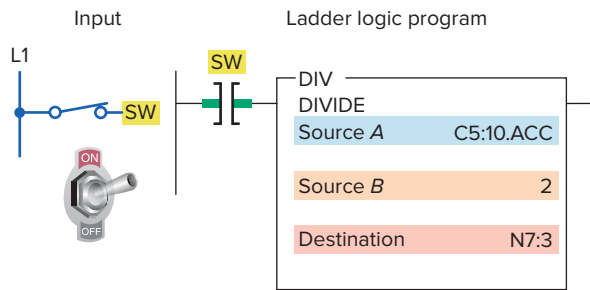 Input
Ladder logic program
L1
SW
SW
ON
OFF
DIV
DIVIDE
Source A C5:10.ACC
Source B 2
Destination N7:3